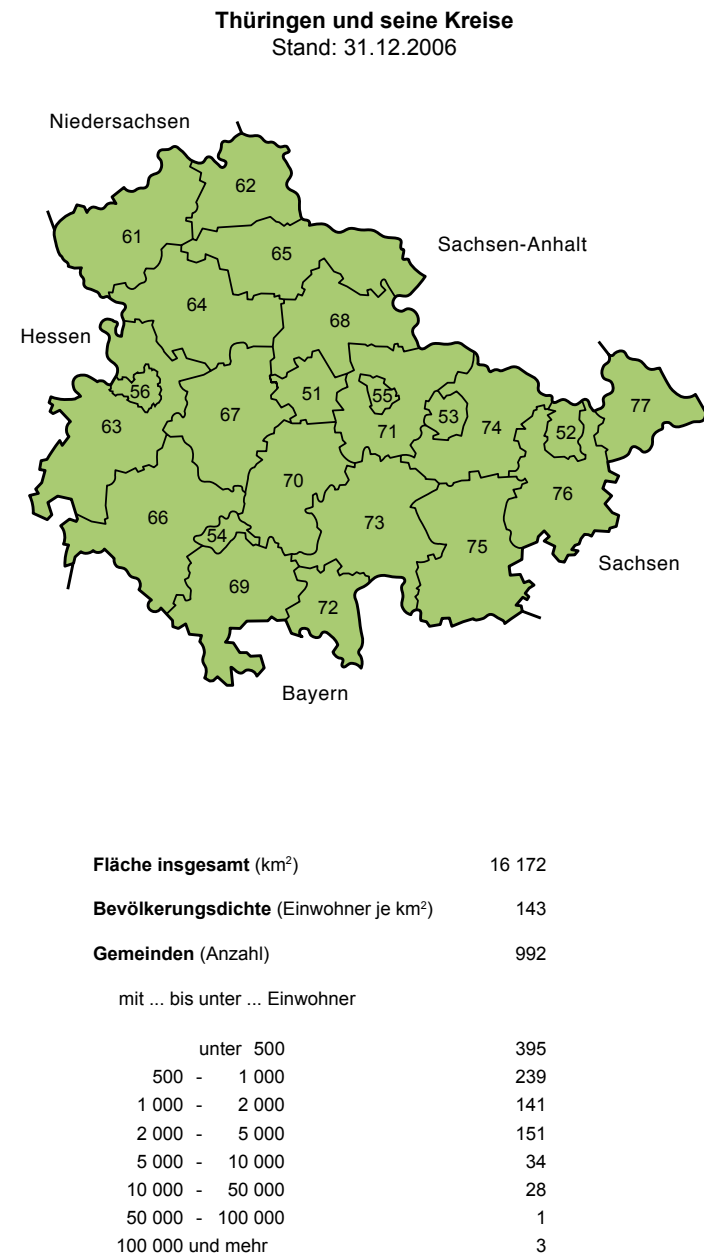 Thüringen und seine Kreise
Stand: 31.12.2006
Niedersachsen
62
61
65
Sachsen-Anhalt
64
68
Hessen
56
51
55
77
63
67
53
71
74
52
70
76
66
73
54
75
Sachsen
69
72
Bayern
Fläche insgesamt (km²) 16 172
Bevölkerungsdichte (Einwohner je km²) 143
Gemeinden (Anzahl) 992
mit ... bis unter ... Einwohner
unter 500 395
500 - 1 000 239
1 000 - 2 000 141
2 000 - 5 000 151
5 000 - 10 000 34
10 000 - 50 000 28
50 000 - 100 000 1
100 000 und mehr 3